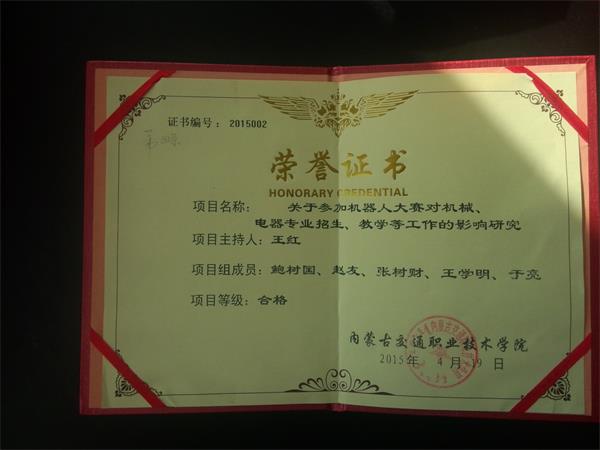 证书编号：2015002
荣誉证书
HONORARY CREDENTIAL
项目名称：关于参加机器人大赛对机械、
电器专业招生、教学等工作的影响研究
项目主持人：王红
项目组成员：鲍树国、赵友、张树财、王学明、于亮
项目等级：合格
内蒙古交通职业技术学院
2015年 4 月 19 日